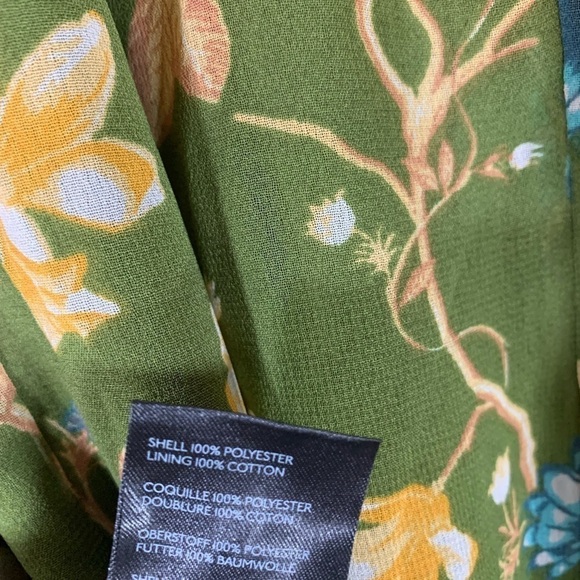 SHELL 100% POLYESTER
LINING 100% COTTON
COQUILLE 100% POLYESTER
DOUBLURE 100% COTON
OBERSTOFF 100% POLYESTER
FUTTER 100% BAUMWOLLE